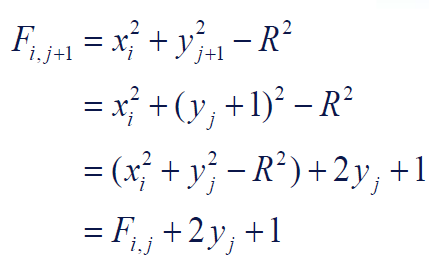 F_{i,j+1} = x_i^2 + y_{j+1}^2 − R^2
= x_i^2 + (y_j + 1)^2 − R^2
= (x_i^2 + y_j^2 − R^2) + 2y_j + 1
= F_{i,j} + 2y_j + 1